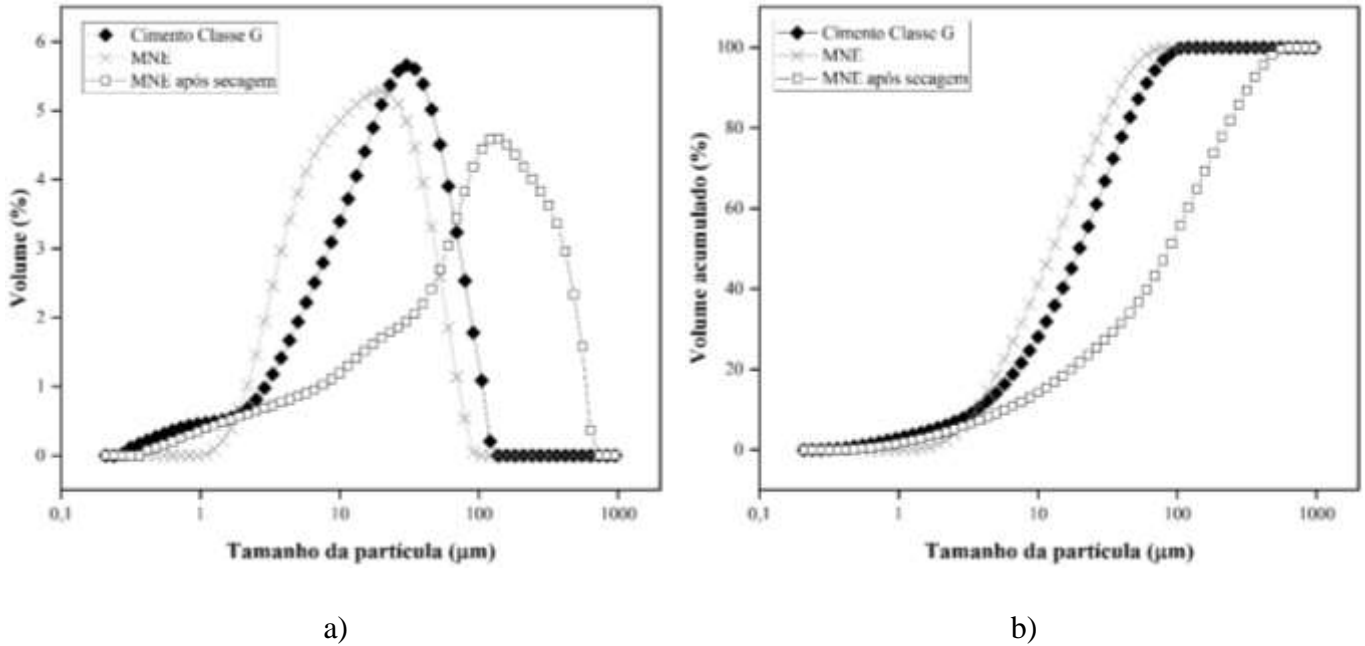 Cimento Classe G
MNE
MNE após secagem
6
5
4
3
2
1
0
Volume (%)
0,1
1
10
100
1000
Tamanho da partícula (μm)
a)
Cimento Classe G
MNE
MNE após secagem
100
80
60
40
20
0
Volume acumulado (%)
0,1
1
10
100
1000
Tamanho da partícula (μm)
b)